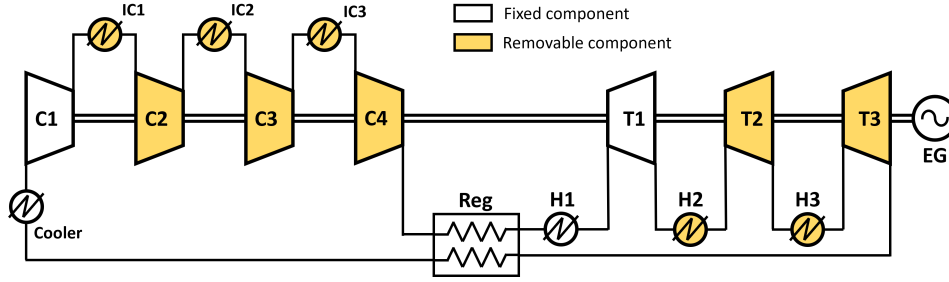 IC1
IC2
IC3
Fixed component
Removable component
C1
C2
C3
C4
T1
T2
T3
EG
Cooler
Reg
H1
H2
H3